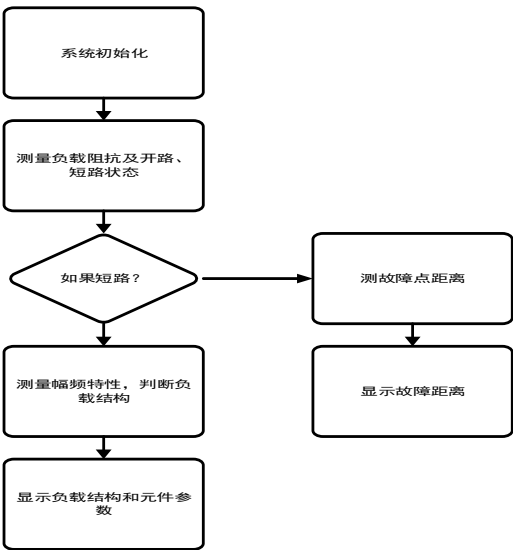 系统初始化
测量负载阻抗及开路、
短路状态
如果短路？
测故障点距离
测量幅频特性，判断负
载结构
显示故障距离
显示负载结构和元件参
数